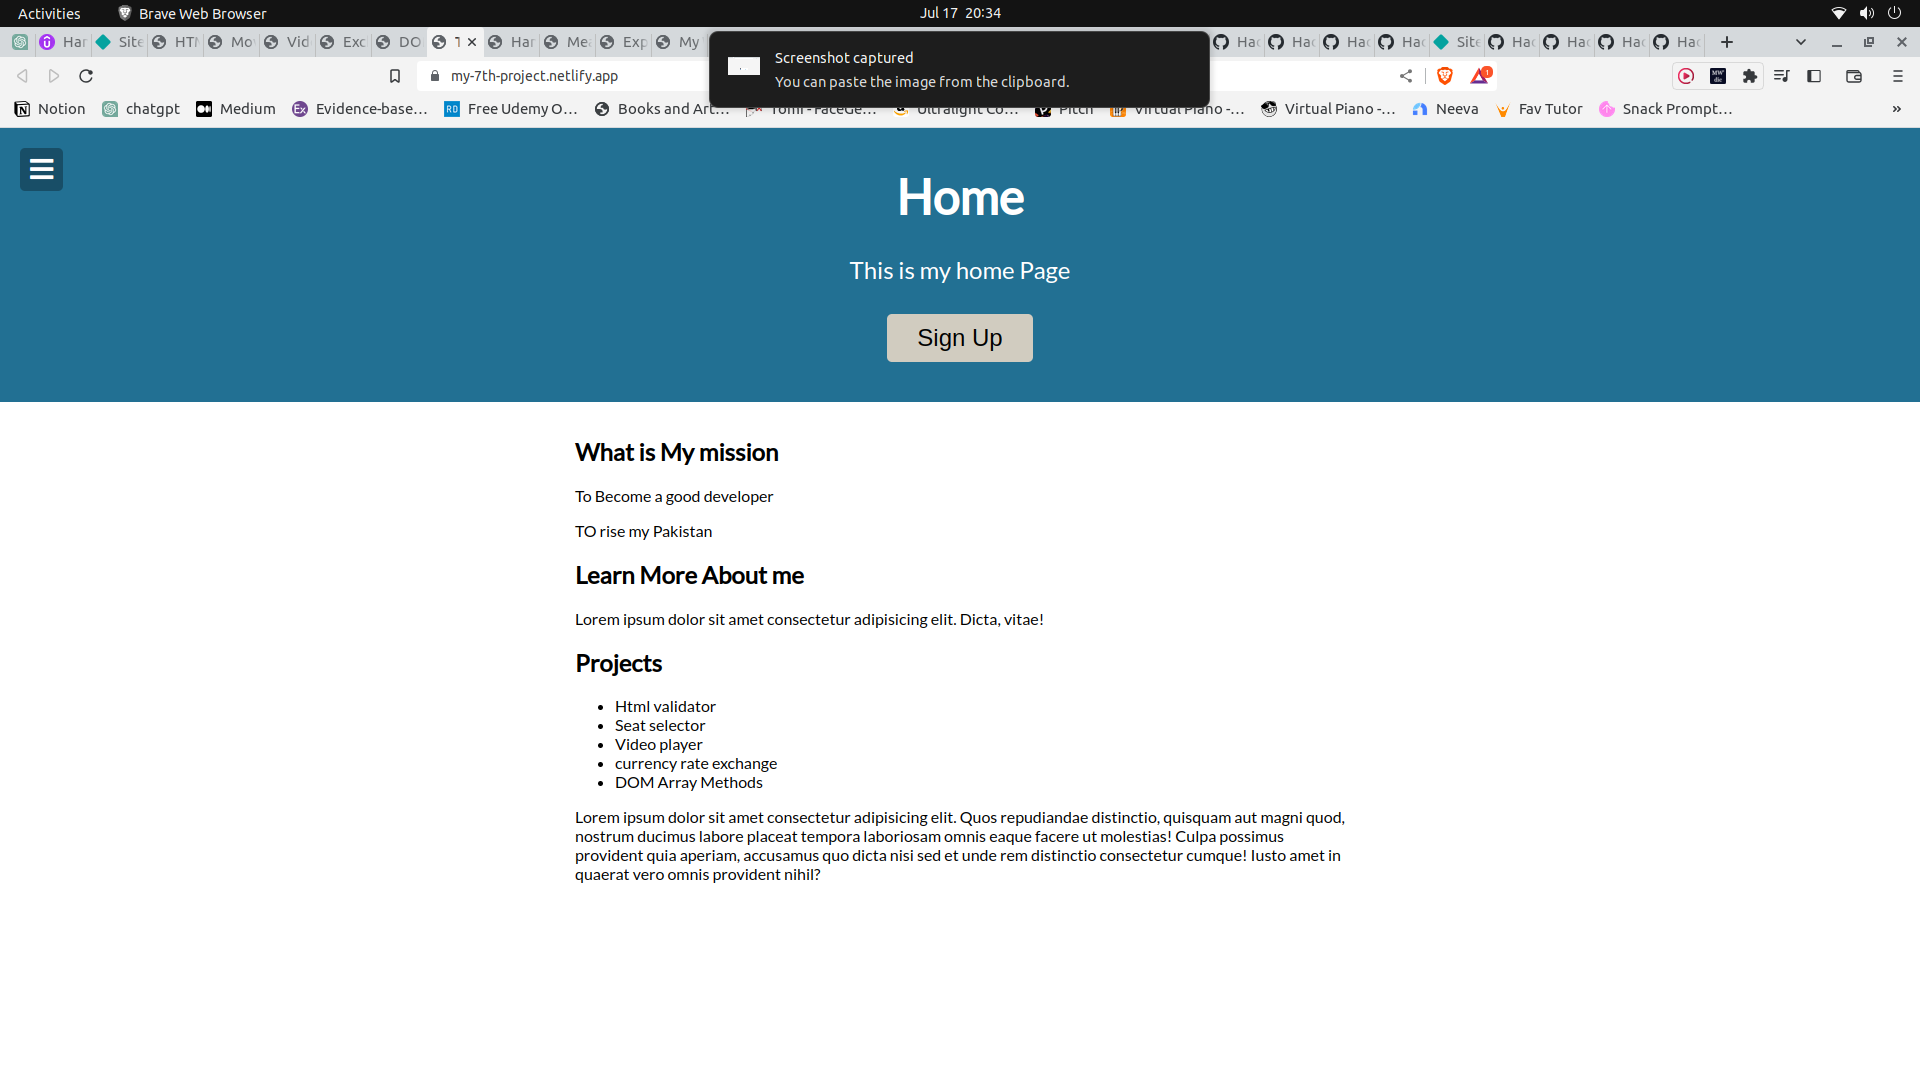 Activities
Brave Web Browser
Jul 17 20:34
Har
Site
HTM
Mo
Vid
Exc
DO
Har
Mea
Exp
My
Hac
Hac
Hac
Hac
Site
Hac
Hac
Hac
Hac
Screenshot captured
You can paste the image from the clipboard.
my-7th-project.netlify.app
1
Notion
chatgpt
Medium
Evidence-base...
Free Udemy O...
Books and Art...
Tomi - FaceGe...
Ultralight Co...
Pitch
Virtual Piano -...
Virtual Piano -...
Neeva
Fav Tutor
Snack Prompt...
»
Home
This is my home Page
Sign Up
What is My mission
To Become a good developer
TO rise my Pakistan
Learn More About me
Lorem ipsum dolor sit amet consectetur adipisicing elit. Dicta, vitae!
Projects
Html validator
Seat selector
Video player
currency rate exchange
DOM Array Methods
Lorem ipsum dolor sit amet consectetur adipisicing elit. Quos repudiandae distinctio, quisquam aut magni quod,
nostrum ducimus labore placeat tempora laboriosam omnis eaque facere ut molestias! Culpa possimus
provident quia aperiam, accusamus quo dicta nisi sed et unde rem distinctio consectetur cumque! Iusto amet in
quaerat vero omnis provident nihil?